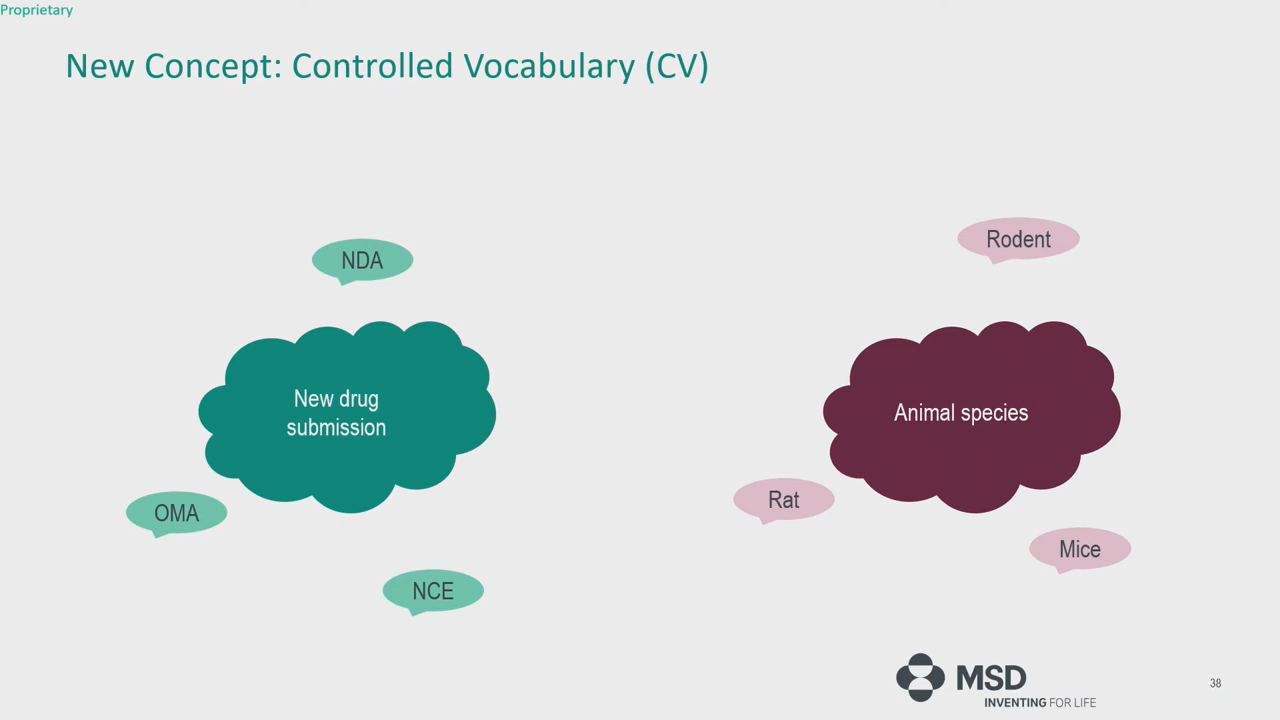 Proprietary
New Concept: Controlled Vocabulary (CV)
NDA
New drug
submission
OMA
NCE
Rodent
Animal species
Rat
Mice
MSD
INVENTING FOR LIFE
38